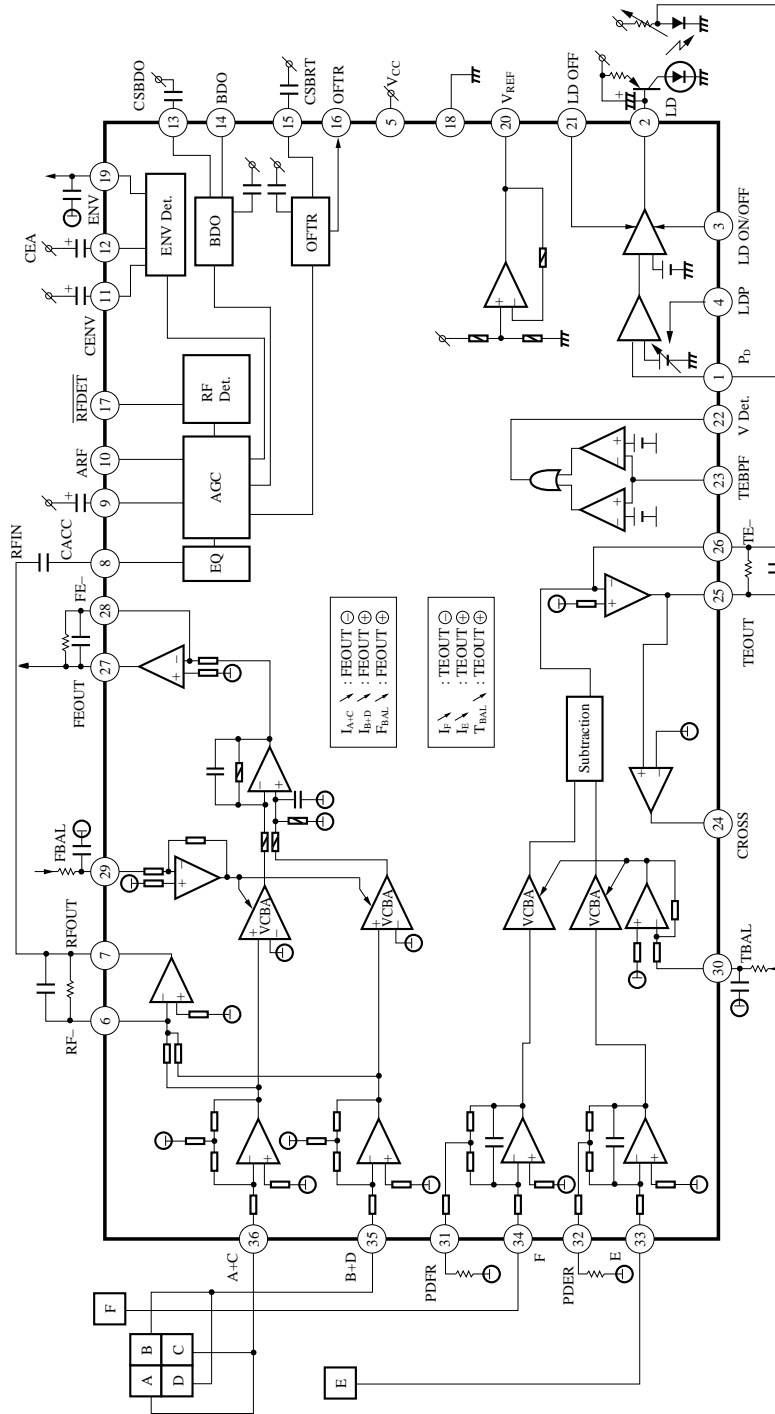 CSBDO
13
BDO
14
CSBRT
15
OFTR
16
VCC
5
18
VREF
20
LD OFF
21
LD
2
ENV
19
CEA
12
CENV
11
RFDET
17
ARF
10
CACC
9
RFIN
8
FE–
28
FEOUT
27
FBAL
29
RFOUT
7
RF–
6
ENV Det.
BDO
OFTR
RF Det.
AGC
EQ
+
–
IA+C : FEOUT ⊖
IB+D : FEOUT ⊕
FBAL : FEOUT ⊕
IF : TEOUT ⊖
IE : TEOUT ⊕
TBAL : TEOUT ⊕
VCBA
VCBA
Subtraction
VCBA
VCBA
3
LD ON/OFF
4
LDP
1
PD
22
V Det.
23
TEBPF
26
TE–
25
TEOUT
24
CROSS
30
TBAL
36
A+C
35
B+D
31
PDFR
34
F
32
PDER
33
E
F
A
B
D
C
E